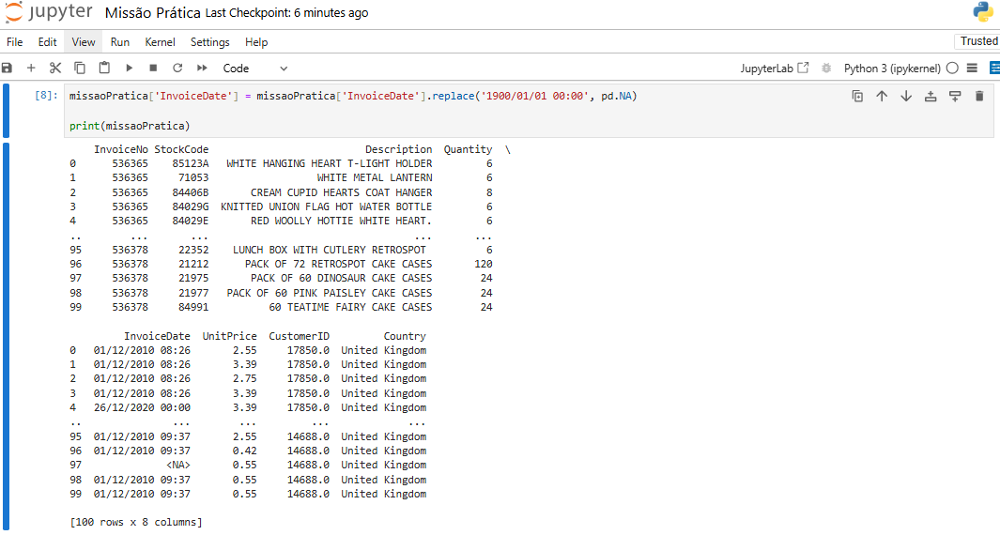 jupyter Missão Prática Last Checkpoint: 6 minutes ago
File Edit View Run Kernel Settings Help Trusted
Code JupyterLab Python 3 (ipykernel)
[8]: missaoPratica['InvoiceDate'] = missaoPratica['InvoiceDate'].replace('1900/01/01 00:00', pd.NA)
print(missaoPratica)
InvoiceNo StockCode Description Quantity \
0 536365 85123A WHITE HANGING HEART T-LIGHT HOLDER 6
1 536365 71053 WHITE METAL LANTERN 6
2 536365 84406B CREAM CUPID HEARTS COAT HANGER 8
3 536365 84029G KNITTED UNION FLAG HOT WATER BOTTLE 6
4 536365 84029E RED WOOLLY HOTTIE WHITE HEART. 6
.. ... ... ... ...
95 536378 22352 LUNCH BOX WITH CUTLERY RETROSPOT 6
96 536378 21212 PACK OF 72 RETROSPOT CAKE CASES 120
97 536378 21975 PACK OF 60 DINOSAUR CAKE CASES 24
98 536378 21977 PACK OF 60 PINK PAISLEY CAKE CASES 24
99 536378 84991 60 TEATIME FAIRY CAKE CASES 24
InvoiceDate UnitPrice CustomerID Country
0 01/12/2010 08:26 2.55 17850.0 United Kingdom
1 01/12/2010 08:26 3.39 17850.0 United Kingdom
2 01/12/2010 08:26 2.75 17850.0 United Kingdom
3 01/12/2010 08:26 3.39 17850.0 United Kingdom
4 26/12/2020 00:00 3.39 17850.0 United Kingdom
.. ... ... ... ...
95 01/12/2010 09:37 2.55 14688.0 United Kingdom
96 01/12/2010 09:37 0.42 14688.0 United Kingdom
97 <NA> 0.55 14688.0 United Kingdom
98 01/12/2010 09:37 0.55 14688.0 United Kingdom
99 01/12/2010 09:37 0.55 14688.0 United Kingdom
[100 rows x 8 columns]